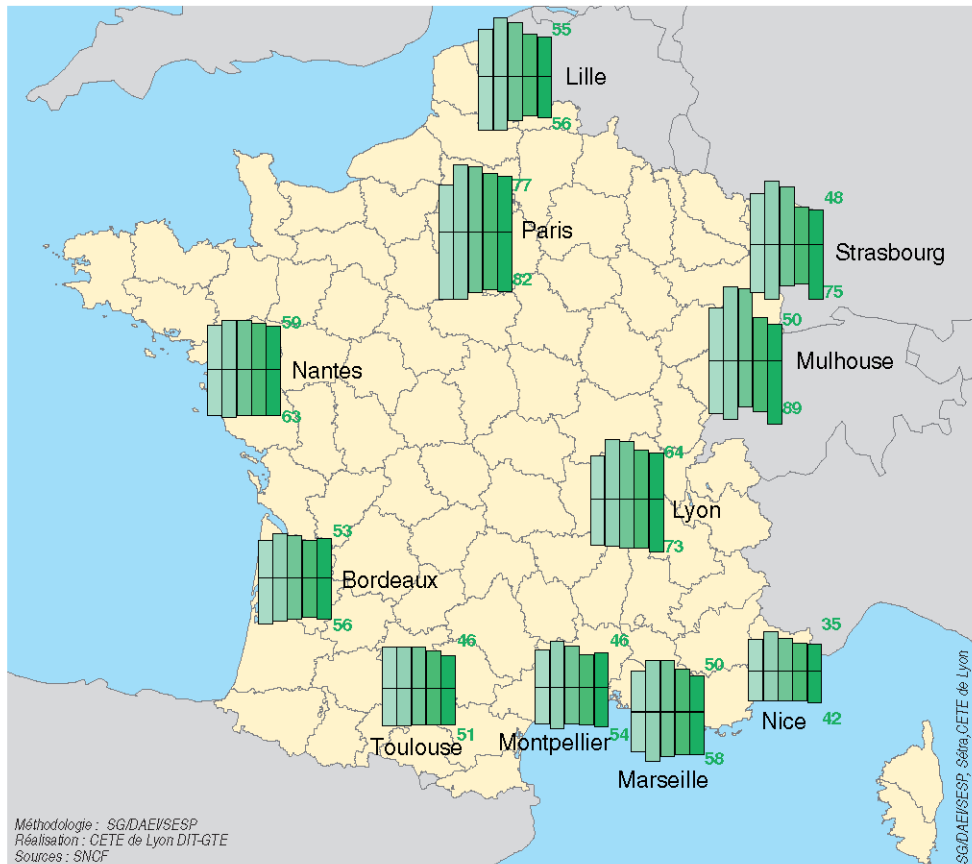 55
Lille
56
77
Paris
82
48
Strasbourg
75
59
Nantes
63
50
Mulhouse
89
64
Lyon
73
53
Bordeaux
56
46
51
Toulouse
46
54
Montpellier
50
58
Marseille
35
42
Nice
Méthodologie : SG/DAEI/SESP
Réalisation : CETE de Lyon DIT-GTE
Sources : SNCF
SG/DAEI/SESP, Sétra,CETE de Lyon